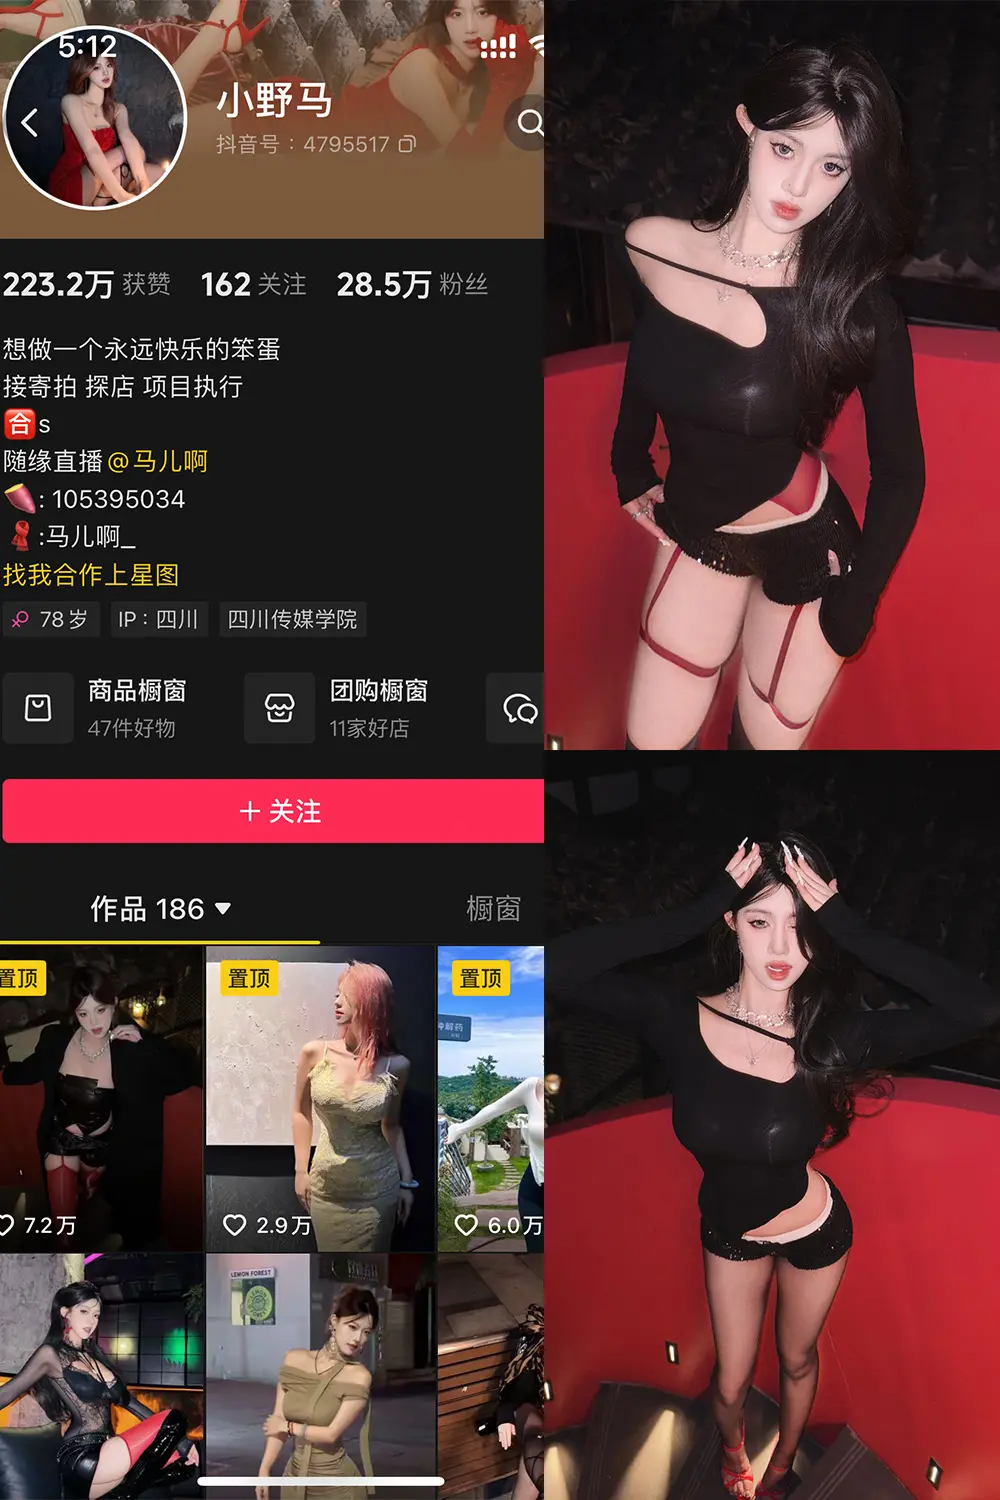 5:12
小野马
抖音号：4795517
223.2万 获赞 162 关注 28.5万 粉丝
想做一个永远快乐的笨蛋
接寄拍 探店 项目执行
🈴s
随缘直播@马儿啊
🍠: 105395034
🧣:马儿啊_
找我合作上星图
78岁 IP：四川 四川传媒学院
商品橱窗 团购橱窗
47件好物 11家好店
+ 关注
作品 186 橱窗
置顶 置顶 置顶
7.2万 2.9万 6.0万
LEMON FOREST